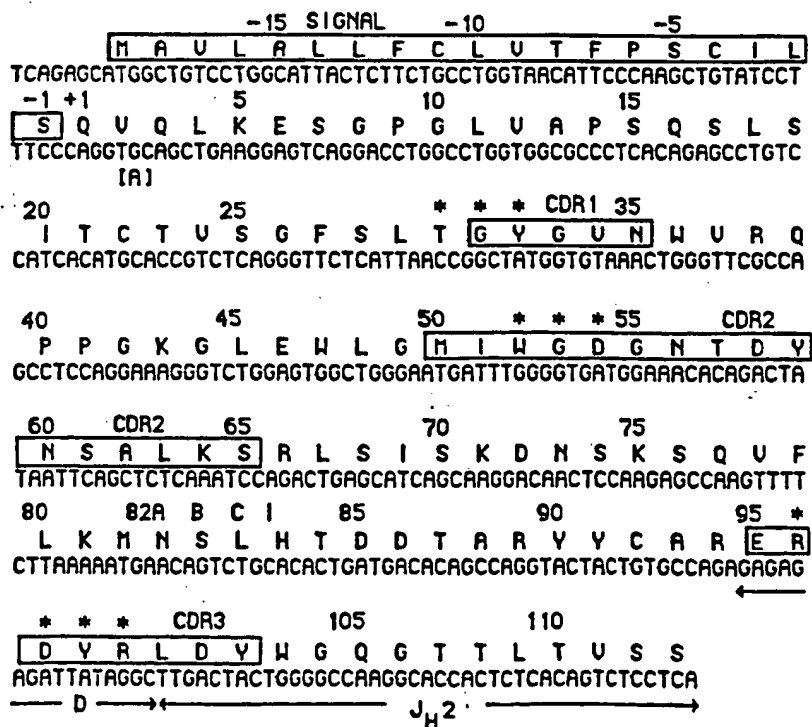 -15 SIGNAL -10 -5
M A V L A L L F C L V T F P S C I L
TCAGAGCATGGCTGTCCTGGCATTACTCTTCTGCCTGGTAACATTCCCAAGCTGTATCCT
-1 +1 5 10 15
S Q V Q L K E S G P G L V A P S Q S L S
TTCCCAGGTGCAGCTGAAGGAGTCAGGACCTGGCCTGGTGGCGCCCTCACAGAGCCTGTC
[A]
20 25 * * * CDR1 35
I T C T V S G F S L T G Y G V N W V R Q
CATCACATGCACCGTCTCAGGGTTCTCATTAACCGGCTATGGTGTAAACTGGGTTCGCCA
40 45 50 * * * 55 CDR2
P P G K G L E W L G M I W G D G N T D Y
GCCTCCAGGAAAGGGTCTGGAGTGGCTGGGAATGATTTGGGGTGATGGAAACACAGACTA
60 CDR2 65 70 75
N S A L K S R L S I S K D N S K S Q V F
TAATTCAGCTCTCAAATCCAGACTGAGCATCAGCAAGGACAACTCCAAGAGCCAAGTTTT
80 82A B C I 85 90 95 *
L K M N S L H T D D T A R Y Y C A R E R
CTTAAAAATGAACAGTCTGCACACTGATGACACAGCCAGGTACTACTGTGCCAGAGAGAG
* * * CDR3 105 110
D Y R L D Y W G Q G T T L T V S S
AGATTATAGGCTTGACTACTGGGGCCAAGGCACCACTCTCACAGTCTCCTCA
D JH2